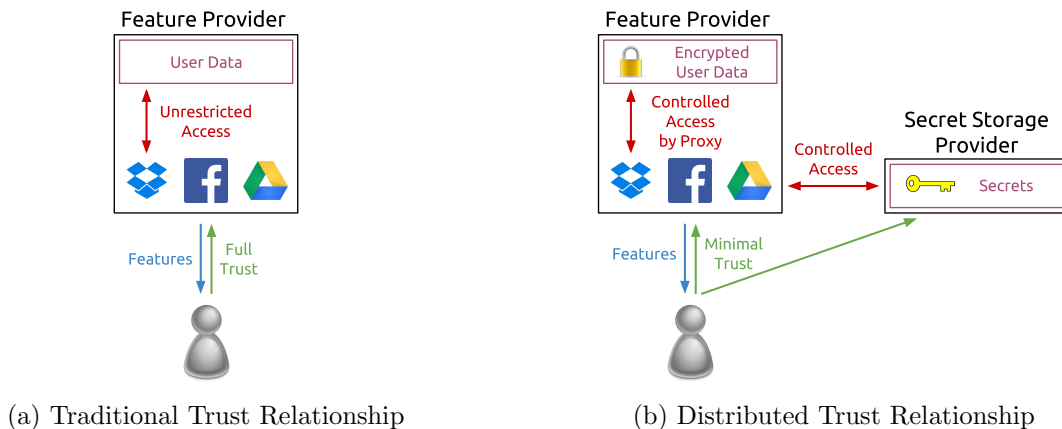 Feature Provider
User Data
Unrestricted
Access
Features
Full
Trust
(a) Traditional Trust Relationship
Feature Provider
Encrypted
User Data
Controlled
Access
by Proxy
Controlled
Access
Secret Storage
Provider
Secrets
Features
Minimal
Trust
(b) Distributed Trust Relationship